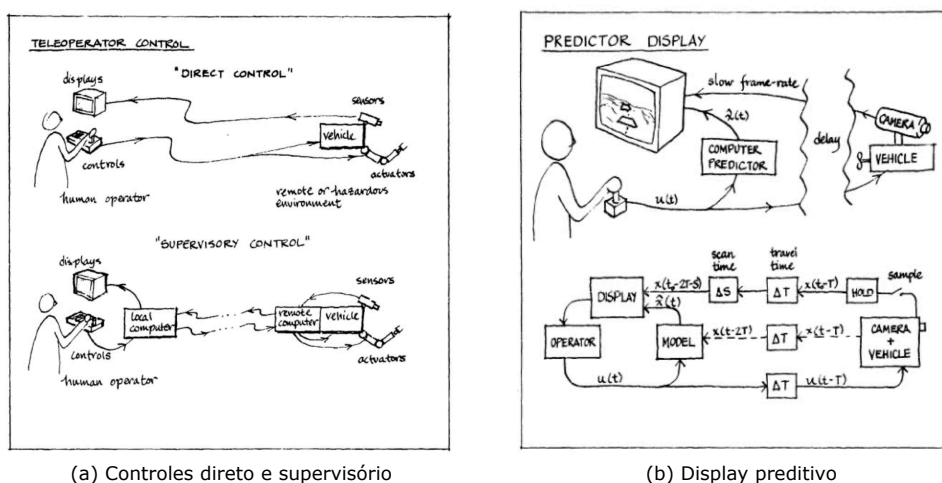 TELEOPERATOR CONTROL
"DIRECT CONTROL"
displays
sensors
vehicle
controls
actuators
human operator
remote or hazardous
environment
"SUPERVISORY CONTROL"
displays
sensors
local
computer
remote
computer
vehicle
controls
actuators
human operator
(a) Controles direto e supervisório
PREDICTOR DISPLAY
slow frame-rate
x̂(t)
CAMERA
delay
COMPUTER
PREDICTOR
VEHICLE
u(t)
scan
time
travel
time
sample
x(t₀-2T-S)
ΔS
ΔT
x(t₀-T)
HOLD
DISPLAY
x̂(t)
OPERATOR
MODEL
x(t-2T)
ΔT
x(t-T)
CAMERA
+
VEHICLE
u(t)
ΔT
u(t-T)
(b) Display preditivo